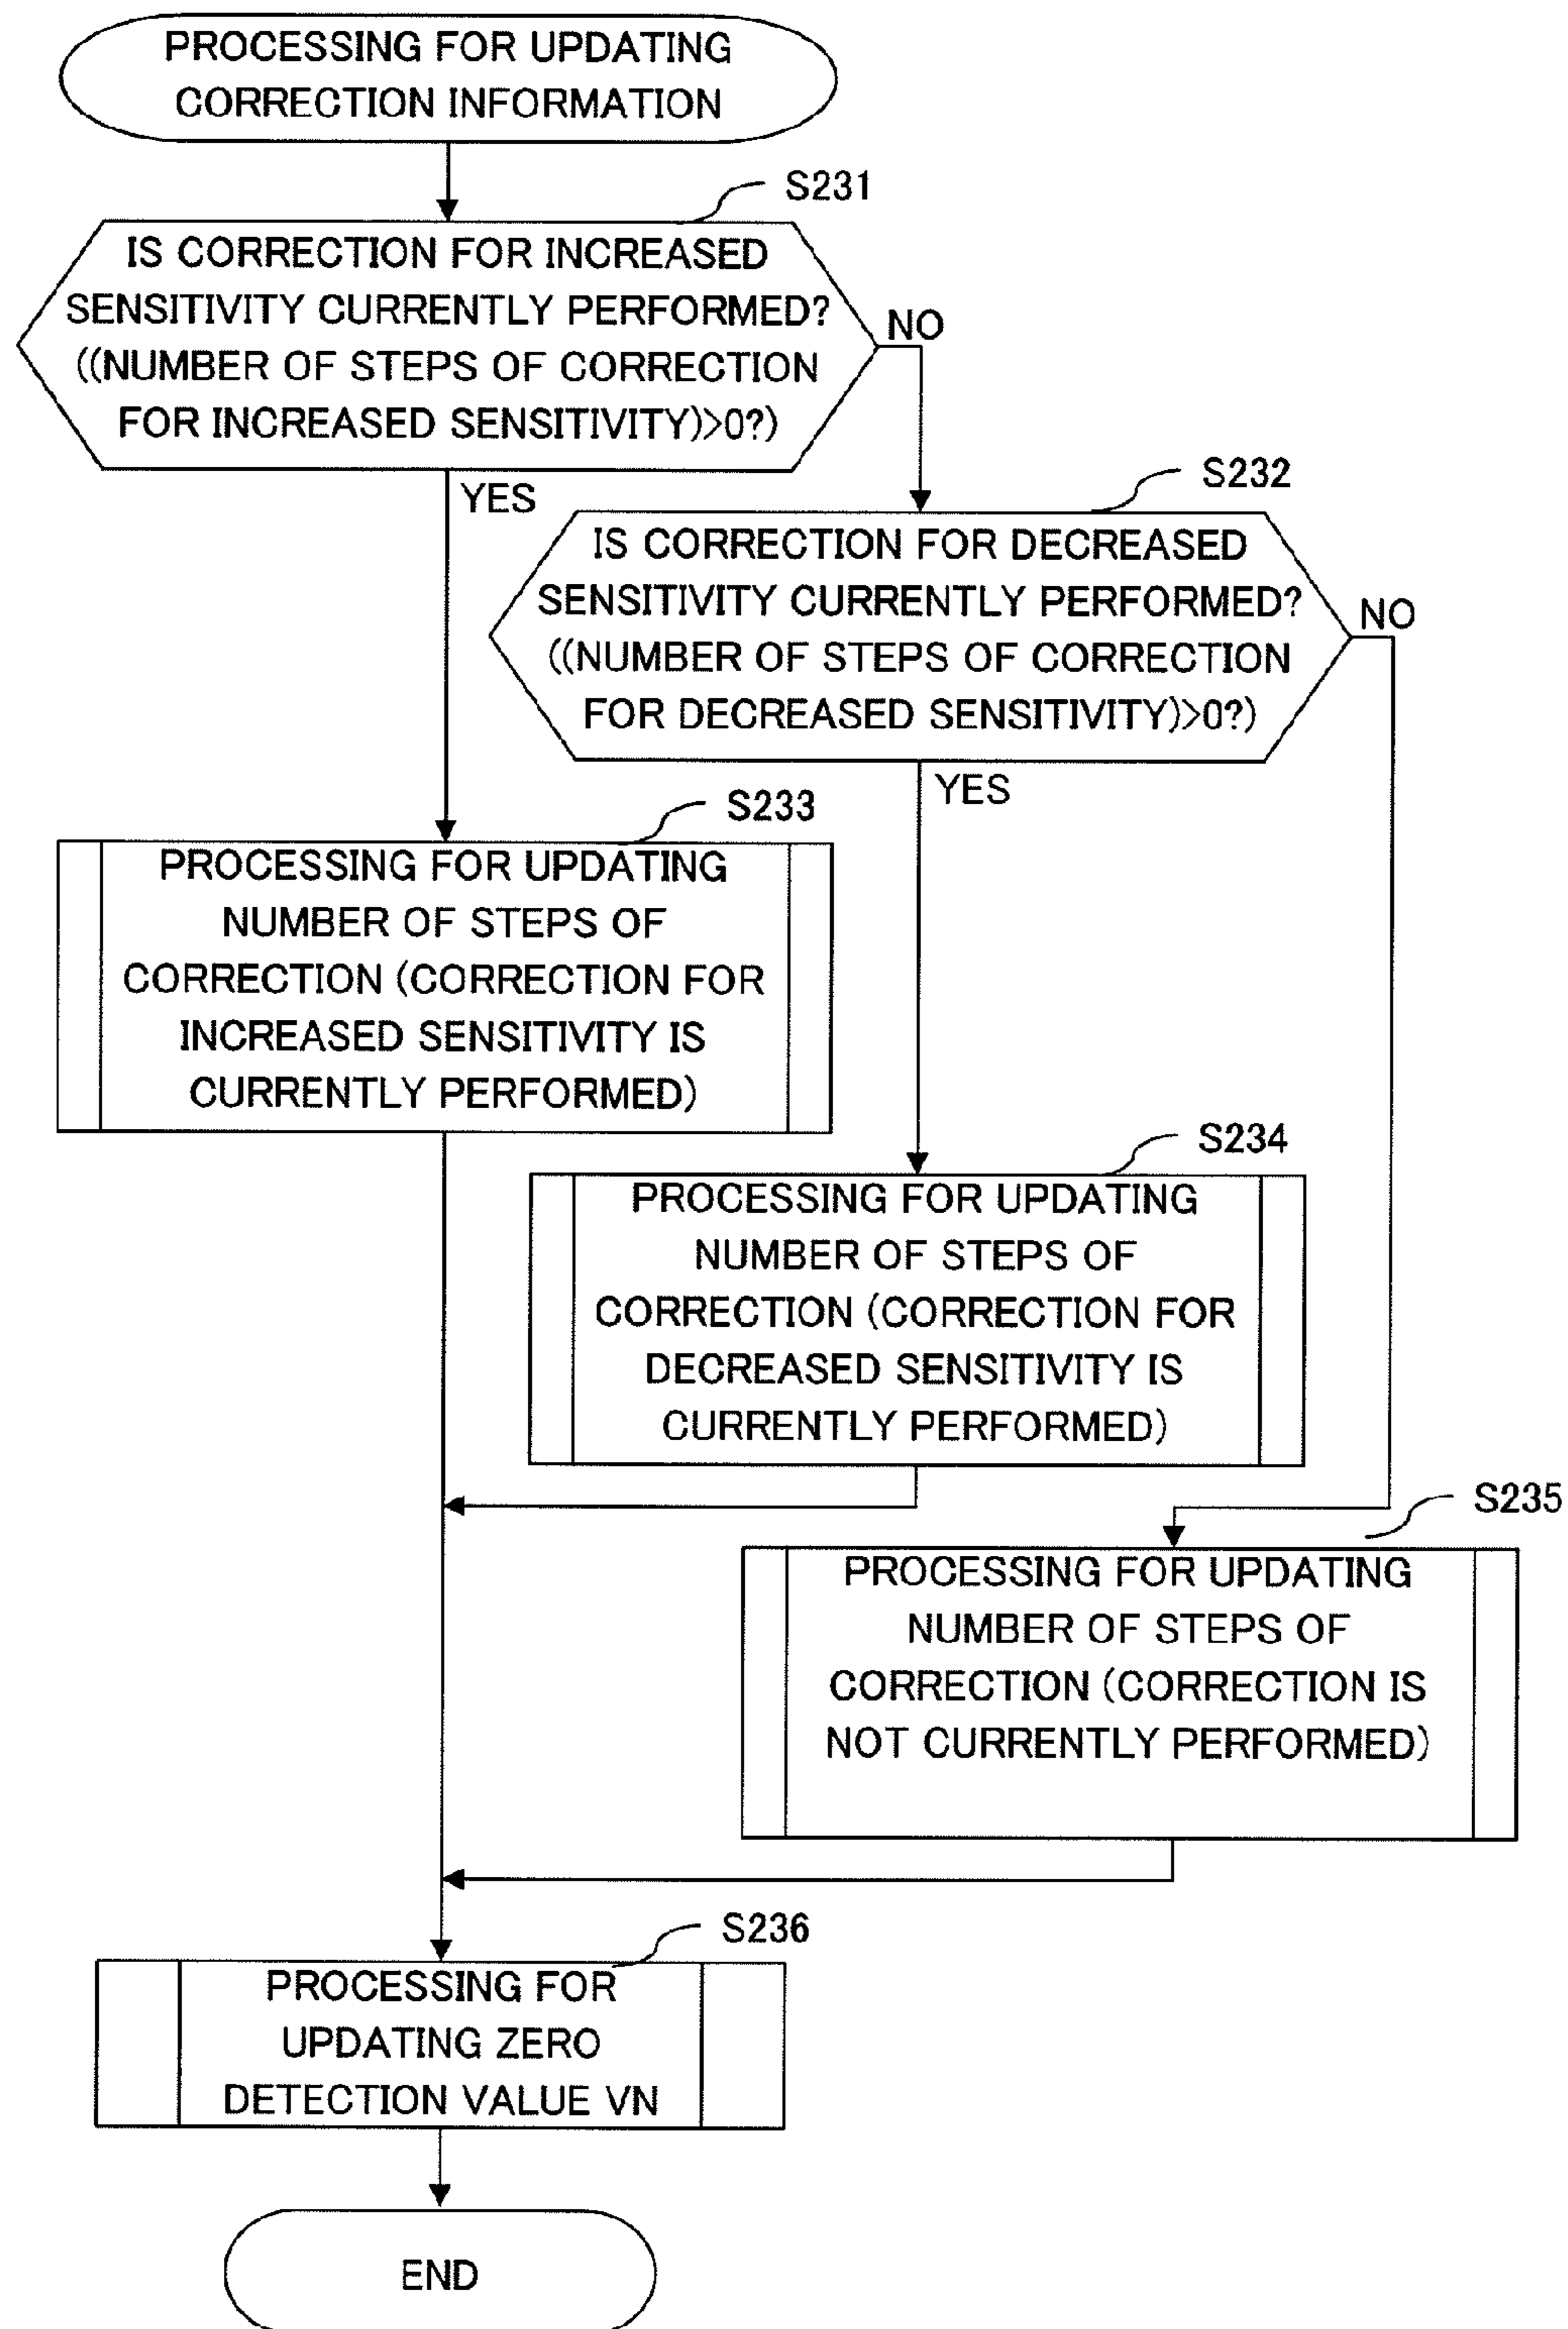 PROCESSING FOR UPDATING
CORRECTION INFORMATION
S231
IS CORRECTION FOR INCREASED
SENSITIVITY CURRENTLY PERFORMED?
((NUMBER OF STEPS OF CORRECTION
FOR INCREASED SENSITIVITY)>0?)
NO
YES
S232
IS CORRECTION FOR DECREASED
SENSITIVITY CURRENTLY PERFORMED?
((NUMBER OF STEPS OF CORRECTION
FOR DECREASED SENSITIVITY)>0?)
NO
YES
S233
PROCESSING FOR UPDATING
NUMBER OF STEPS OF
CORRECTION (CORRECTION FOR
INCREASED SENSITIVITY IS
CURRENTLY PERFORMED)
S234
PROCESSING FOR UPDATING
NUMBER OF STEPS OF
CORRECTION (CORRECTION FOR
DECREASED SENSITIVITY IS
CURRENTLY PERFORMED)
S235
PROCESSING FOR UPDATING
NUMBER OF STEPS OF
CORRECTION (CORRECTION IS
NOT CURRENTLY PERFORMED)
S236
PROCESSING FOR
UPDATING ZERO
DETECTION VALUE VN
END